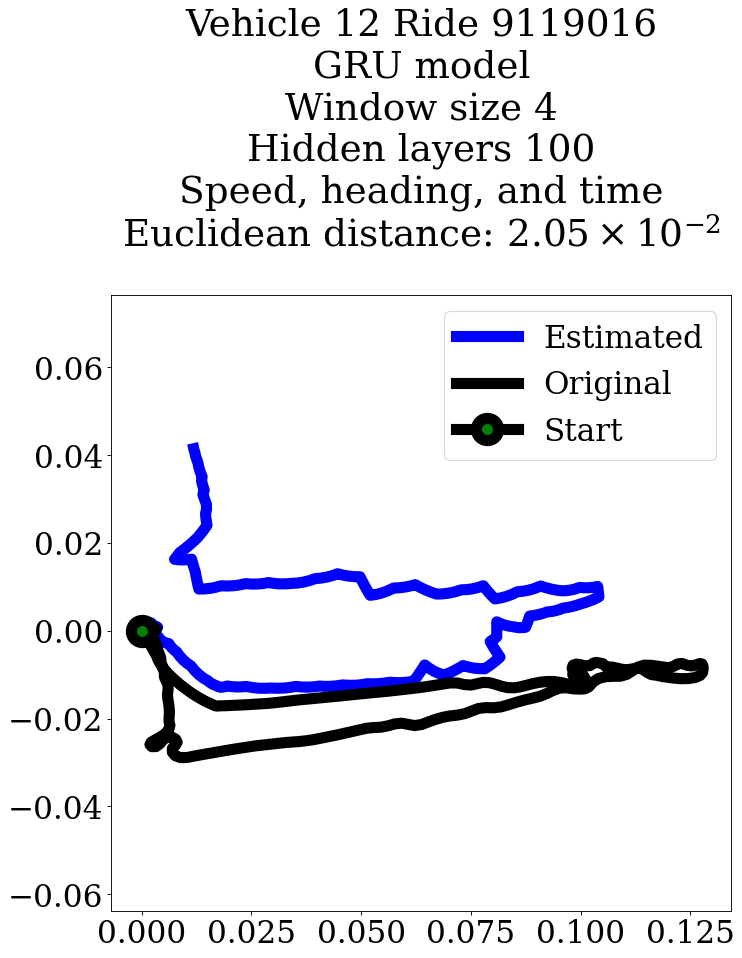 Vehicle 12 Ride 9119016
GRU model
Window size 4
Hidden layers 100
Speed, heading, and time
Euclidean distance: 2.05 × 10⁻²
Estimated
Original
Start
0.06
0.04
0.02
0.00
−0.02
−0.04
−0.06
0.000 0.025 0.050 0.075 0.100 0.125